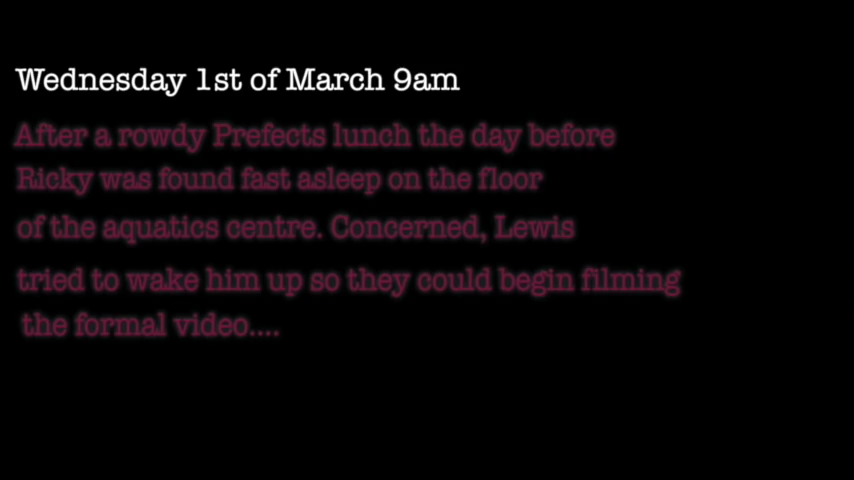 Wednesday 1st of March 9am
After a rowdy Prefects lunch the day before
Ricky was found fast asleep on the floor
of the aquatics centre. Concerned, Lewis
tried to wake him up so they could begin filming
the formal video....